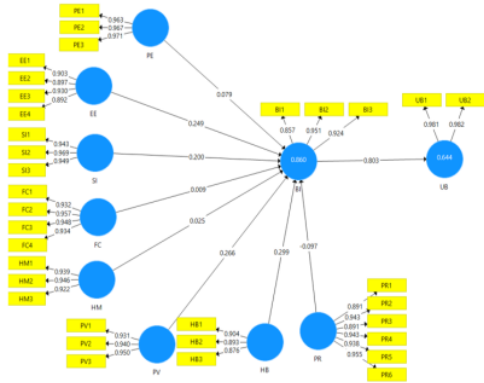 PE1
PE2
PE3
0.963
0.967
0.971
PE
EE1
EE2
EE3
EE4
0.903
0.897
0.930
0.892
EE
SI1
SI2
SI3
0.943
0.969
0.949
SI
FC1
FC2
FC3
FC4
0.932
0.957
0.948
0.934
FC
HM1
HM2
HM3
0.939
0.946
0.922
HM
PV1
PV2
PV3
0.931
0.940
0.950
PV
HB1
HB2
HB3
0.904
0.893
0.876
HB
PR1
PR2
PR3
PR4
PR5
PR6
0.891
0.943
0.891
0.943
0.938
0.955
PR
0.079
0.249
0.200
0.009
0.025
0.266
0.299
-0.097
BI1
BI2
BI3
0.857
0.951
0.924
0.860
BI
0.803
UB1
UB2
0.981
0.982
0.644
UB